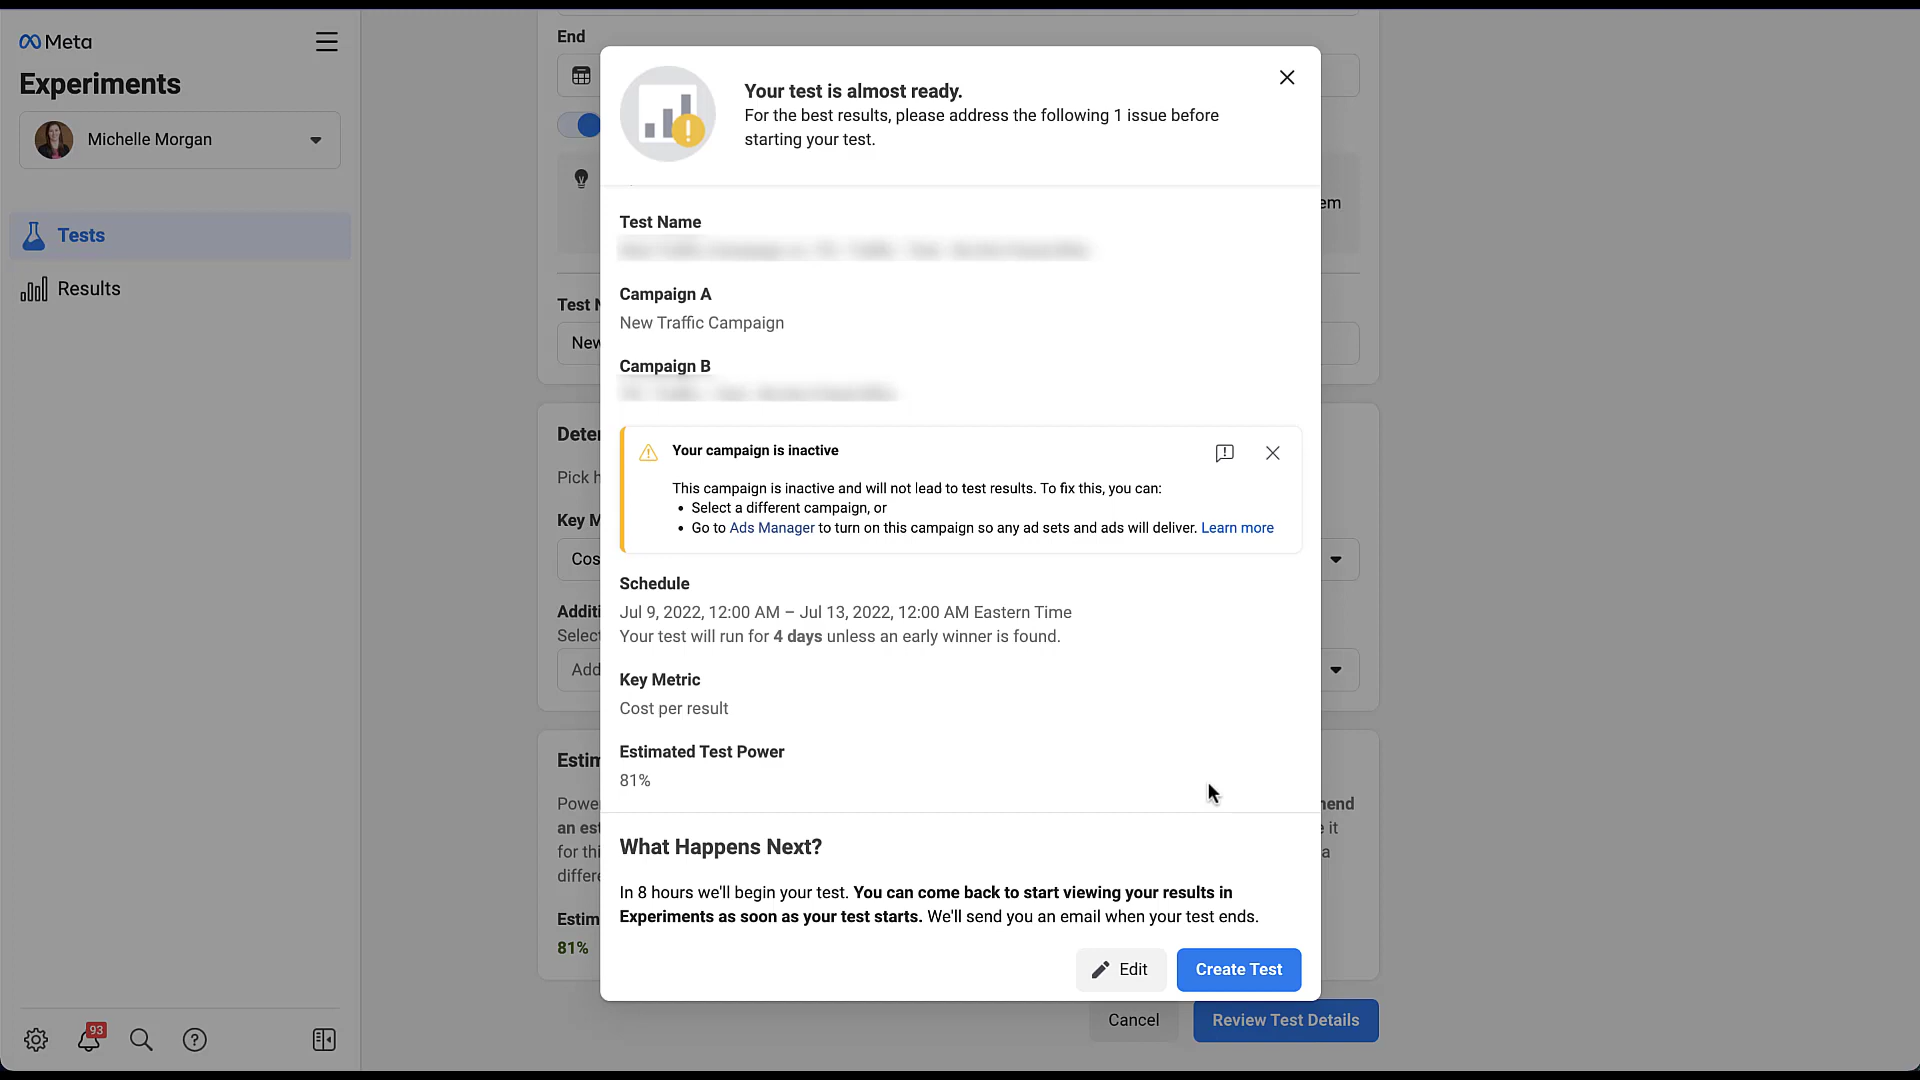 Meta
Experiments
Michelle Morgan
Tests
Results
93
End
em
Test N
New
Deter
Pick h
Key M
Cos
Additi
Select
Add
Estim
Powe
hend
an est
e it
for thi
a
differe
Estim
81%
Cancel
Review Test Details
Your test is almost ready.
For the best results, please address the following 1 issue before
starting your test.
Test Name
Campaign A
New Traffic Campaign
Campaign B
Your campaign is inactive
This campaign is inactive and will not lead to test results. To fix this, you can:
• Select a different campaign, or
• Go to Ads Manager to turn on this campaign so any ad sets and ads will deliver. Learn more
Schedule
Jul 9, 2022, 12:00 AM – Jul 13, 2022, 12:00 AM Eastern Time
Your test will run for 4 days unless an early winner is found.
Key Metric
Cost per result
Estimated Test Power
81%
What Happens Next?
In 8 hours we'll begin your test. You can come back to start viewing your results in
Experiments as soon as your test starts. We'll send you an email when your test ends.
Edit
Create Test